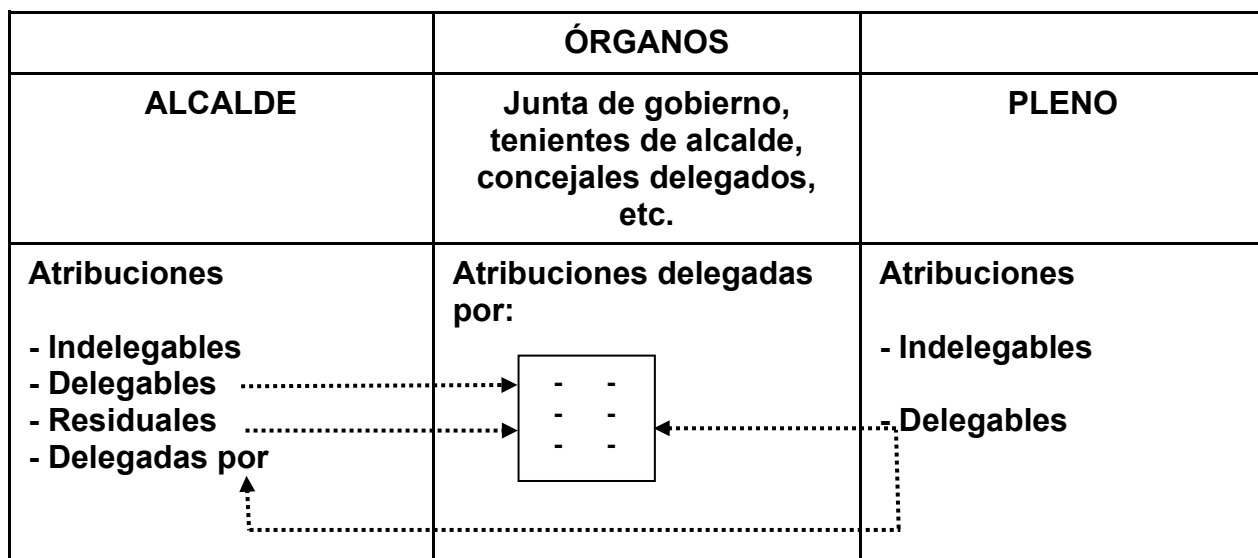 ÓRGANOS
ALCALDE
Junta de gobierno,
tenientes de alcalde,
concejales delegados,
etc.
PLENO
Atribuciones
- Indelegables
- Delegables
- Residuales
- Delegadas por
Atribuciones delegadas
por:
- -
- -
- -
Atribuciones
- Indelegables
- Delegables